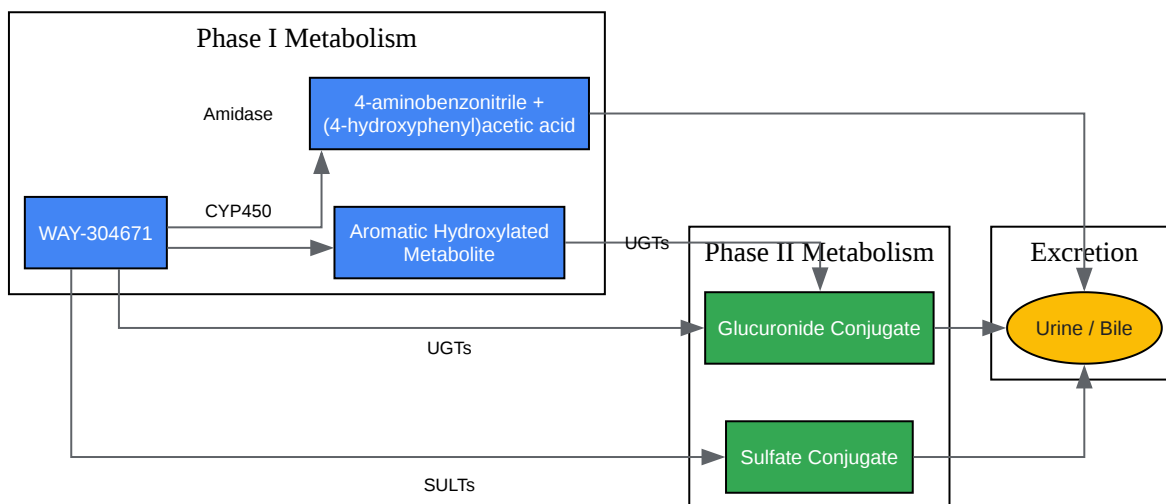 Phase I Metabolism
Amidase
4-aminobenzonitrile +
(4-hydroxyphenyl)acetic acid
WAY-304671
CYP450
Aromatic Hydroxylated
Metabolite
UGTs
Phase II Metabolism
Excretion
Glucuronide Conjugate
Urine / Bile
UGTs
Sulfate Conjugate
SULTs